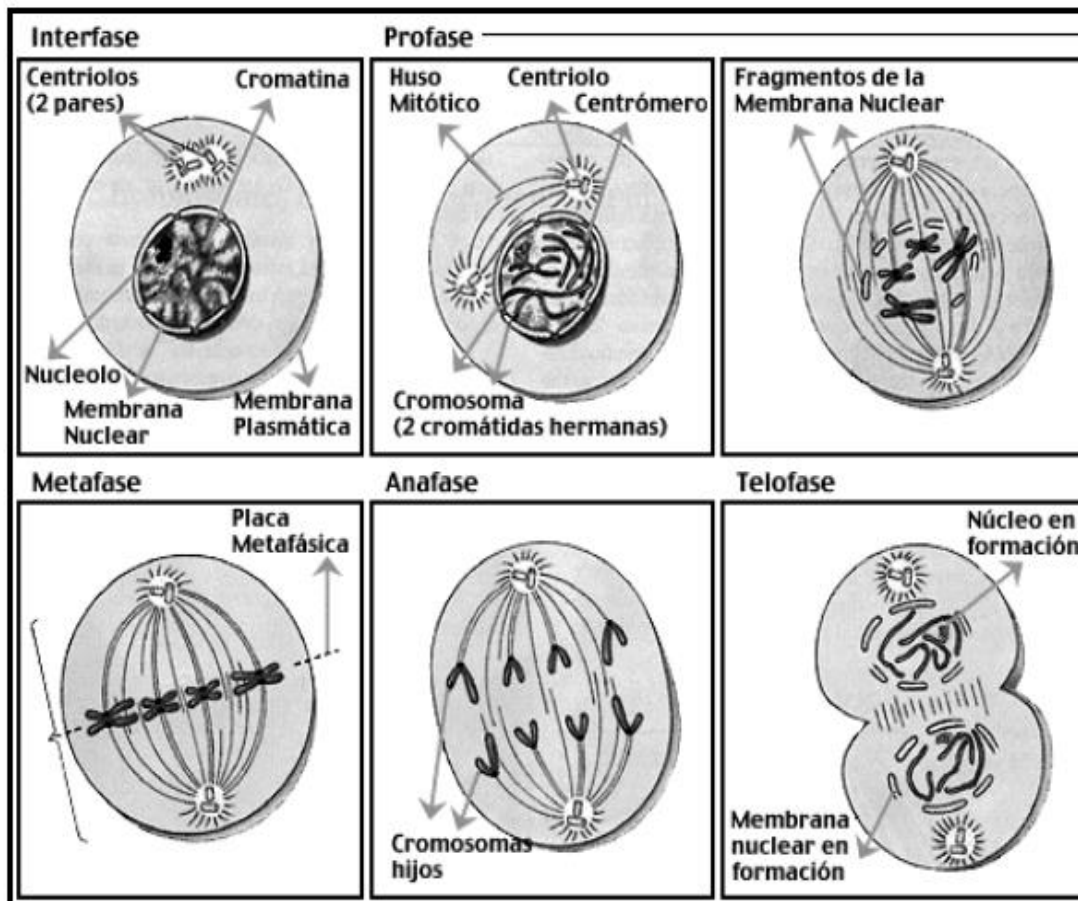 Interfase
Centriolos
(2 pares)
Cromatina
Nucleolo
Membrana
Nuclear
Membrana
Plasmática
Profase
Huso
Mitótico
Centriolo
Centrómero
Cromosoma
(2 cromátidas hermanas)
Fragmentos de la
Membrana Nuclear
Metafase
Placa
Metafásica
Anafase
Cromosomas
hijos
Telofase
Núcleo en
formación
Membrana
nuclear en
formación